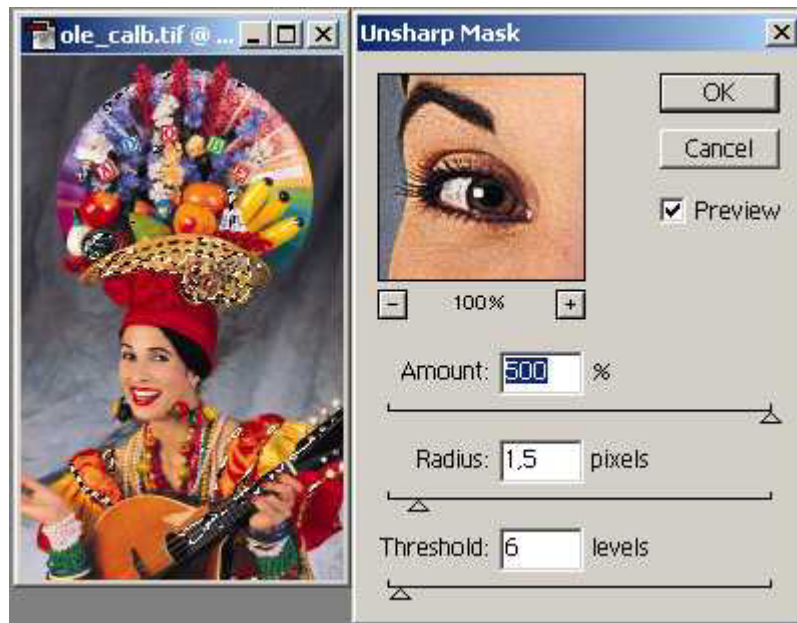 ole_calb.tif @ ...
Unsharp Mask
OK
Cancel
Preview
100%
Amount: 500 %
Radius: 1,5 pixels
Threshold: 6 levels